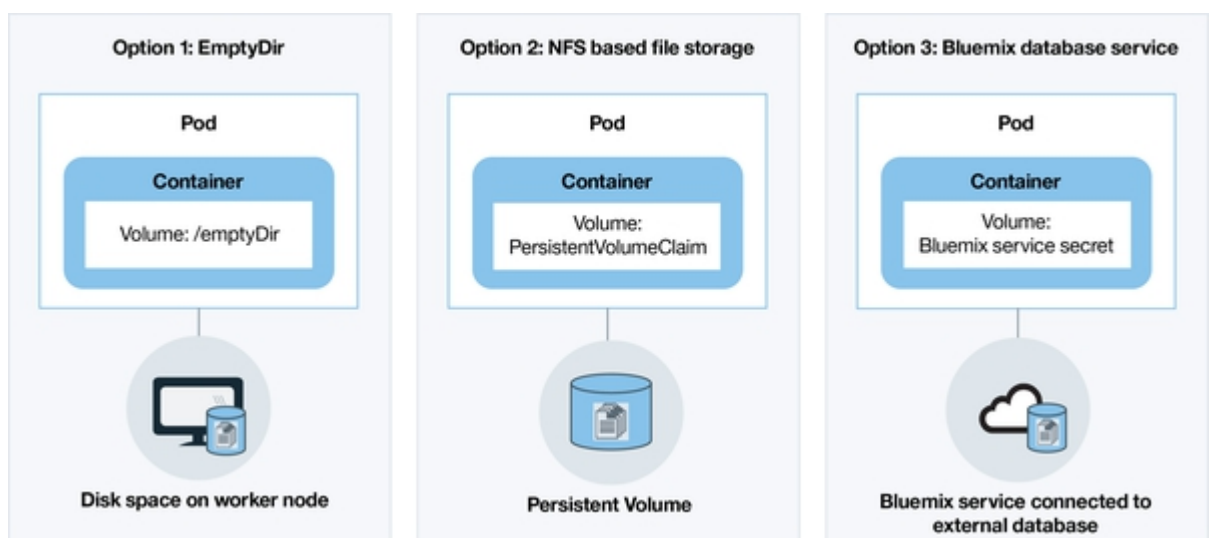 Option 1: EmptyDir
Pod
Container
Volume: /emptyDir
Disk space on worker node
Option 2: NFS based file storage
Pod
Container
Volume:
PersistentVolumeClaim
Persistent Volume
Option 3: Bluemix database service
Pod
Container
Volume:
Bluemix service secret
Bluemix service connected to
external database